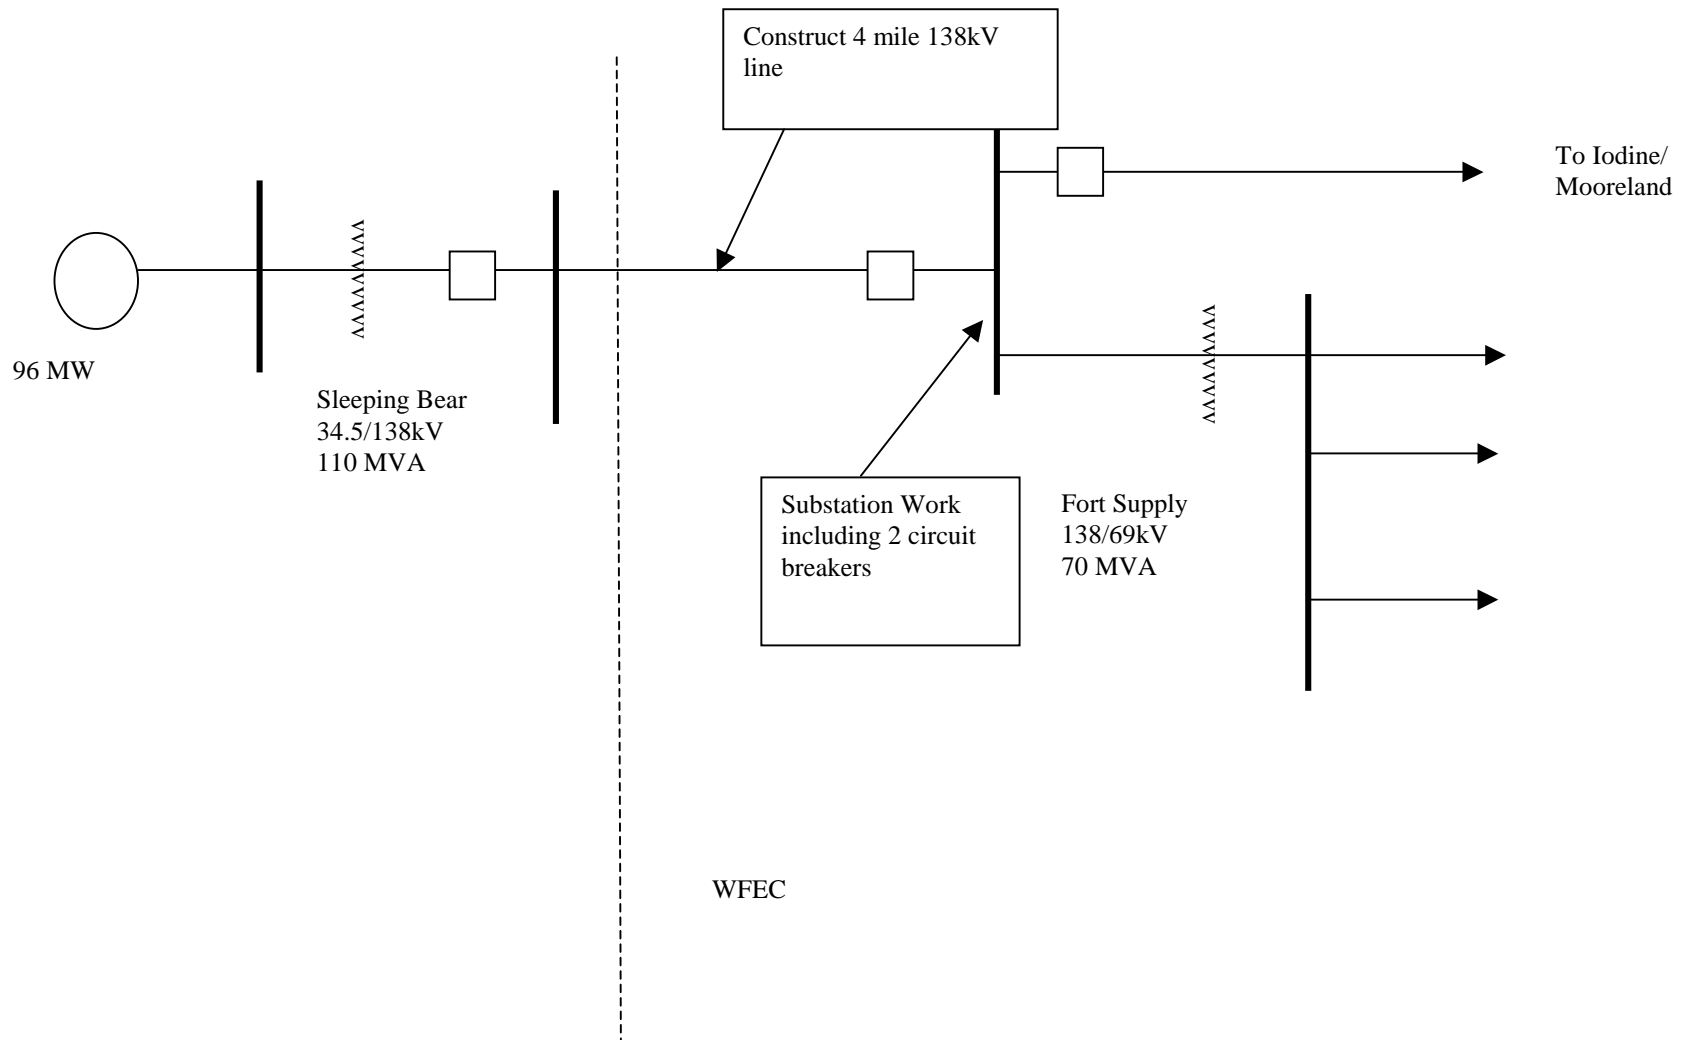 Construct 4 mile 138kV
line
To Iodine/
Mooreland
96 MW
Sleeping Bear
34.5/138kV
110 MVA
Substation Work
including 2 circuit
breakers
Fort Supply
138/69kV
70 MVA
WFEC